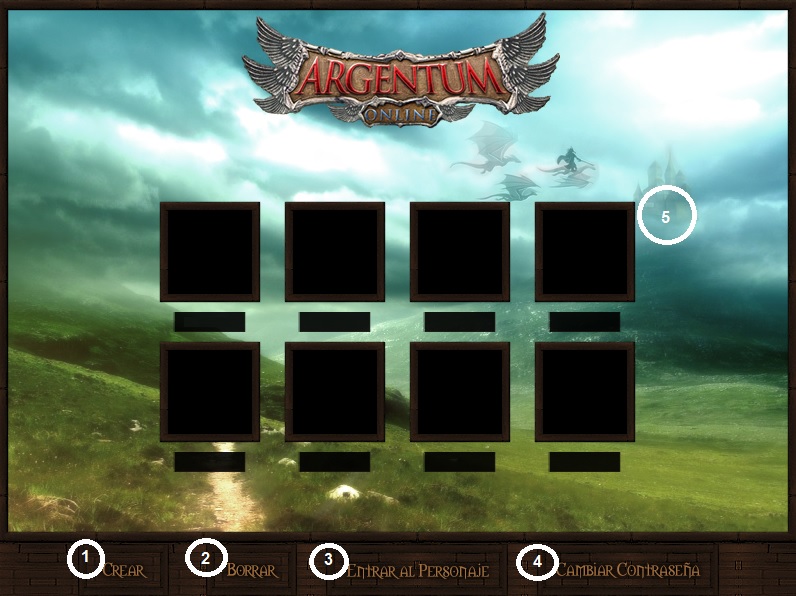 ARGENTUM
ONLINE
5
1 CREAR
2 BORRAR
3 ENTRAR AL PERSONAJE
4 CAMBIAR CONTRASEÑA